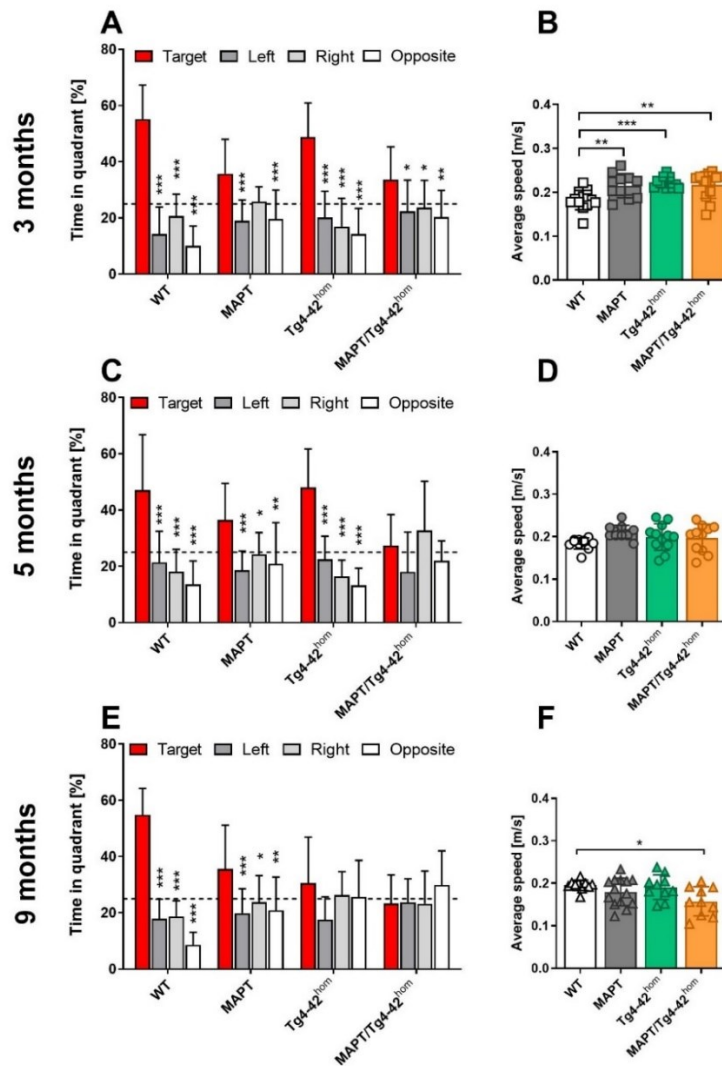 3 months
A
Time in quadrant [%]
80
60
40
20
0
Target Left Right Opposite
*** *** ***
*** ***
*** *** ***
* * **
WT
MAPT
Tg4-42hom
MAPT/Tg4-42hom
B
Average speed [m/s]
0.4
0.3
0.2
0.1
0.0
**
***
**
WT
MAPT
Tg4-42hom
MAPT/Tg4-42hom
5 months
C
Time in quadrant [%]
80
60
40
20
0
Target Left Right Opposite
*** *** ***
*** * **
*** *** ***
WT
MAPT
Tg4-42hom
MAPT/Tg4-42hom
D
Average speed [m/s]
0.4
0.3
0.2
0.1
0.0
WT
MAPT
Tg4-42hom
MAPT/Tg4-42hom
9 months
E
Time in quadrant [%]
80
60
40
20
0
Target Left Right Opposite
*** *** ***
*** * **
WT
MAPT
Tg4-42hom
MAPT/Tg4-42hom
F
Average speed [m/s]
0.4
0.3
0.2
0.1
0.0
*
WT
MAPT
Tg4-42hom
MAPT/Tg4-42hom